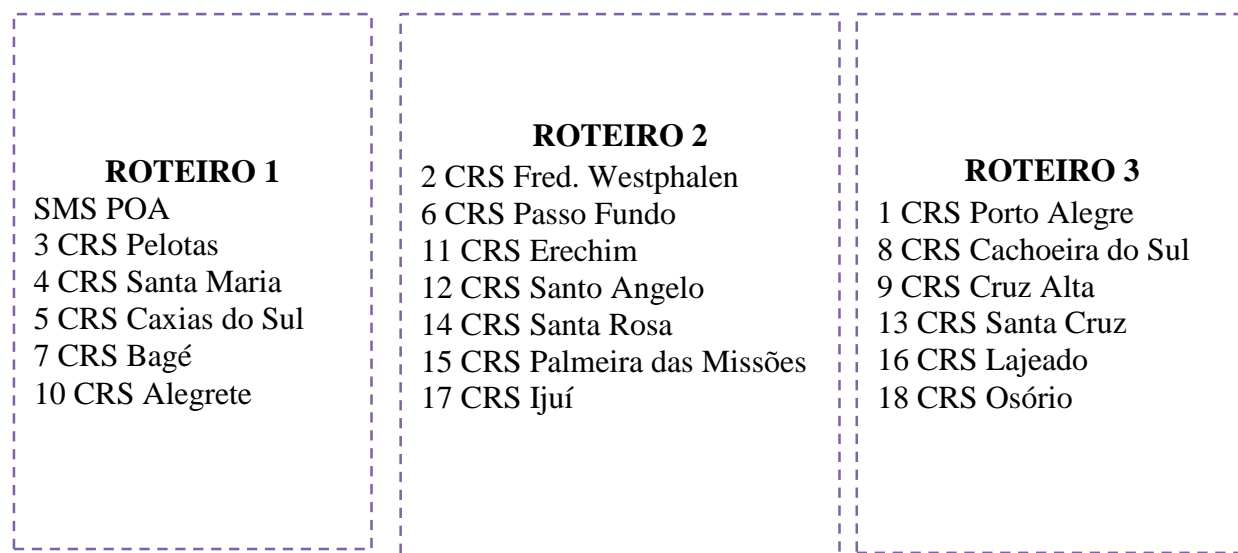 ROTEIRO 1
SMS POA
3 CRS Pelotas
4 CRS Santa Maria
5 CRS Caxias do Sul
7 CRS Bagé
10 CRS Alegrete
ROTEIRO 2
2 CRS Fred. Westphalen
6 CRS Passo Fundo
11 CRS Erechim
12 CRS Santo Angelo
14 CRS Santa Rosa
15 CRS Palmeira das Missões
17 CRS Ijuí
ROTEIRO 3
1 CRS Porto Alegre
8 CRS Cachoeira do Sul
9 CRS Cruz Alta
13 CRS Santa Cruz
16 CRS Lajeado
18 CRS Osório